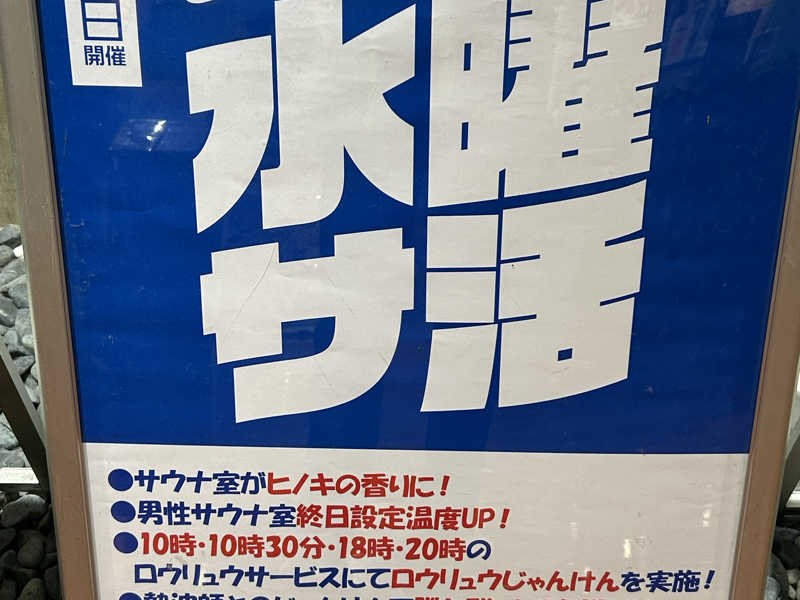 日
開催
水曜
サ活
●サウナ室がヒノキの香りに！
●男性サウナ室終日設定温度UP！
●10時・10時30分・18時・20時の
ロウリュウサービスにてロウリュウじゃんけんを実施！